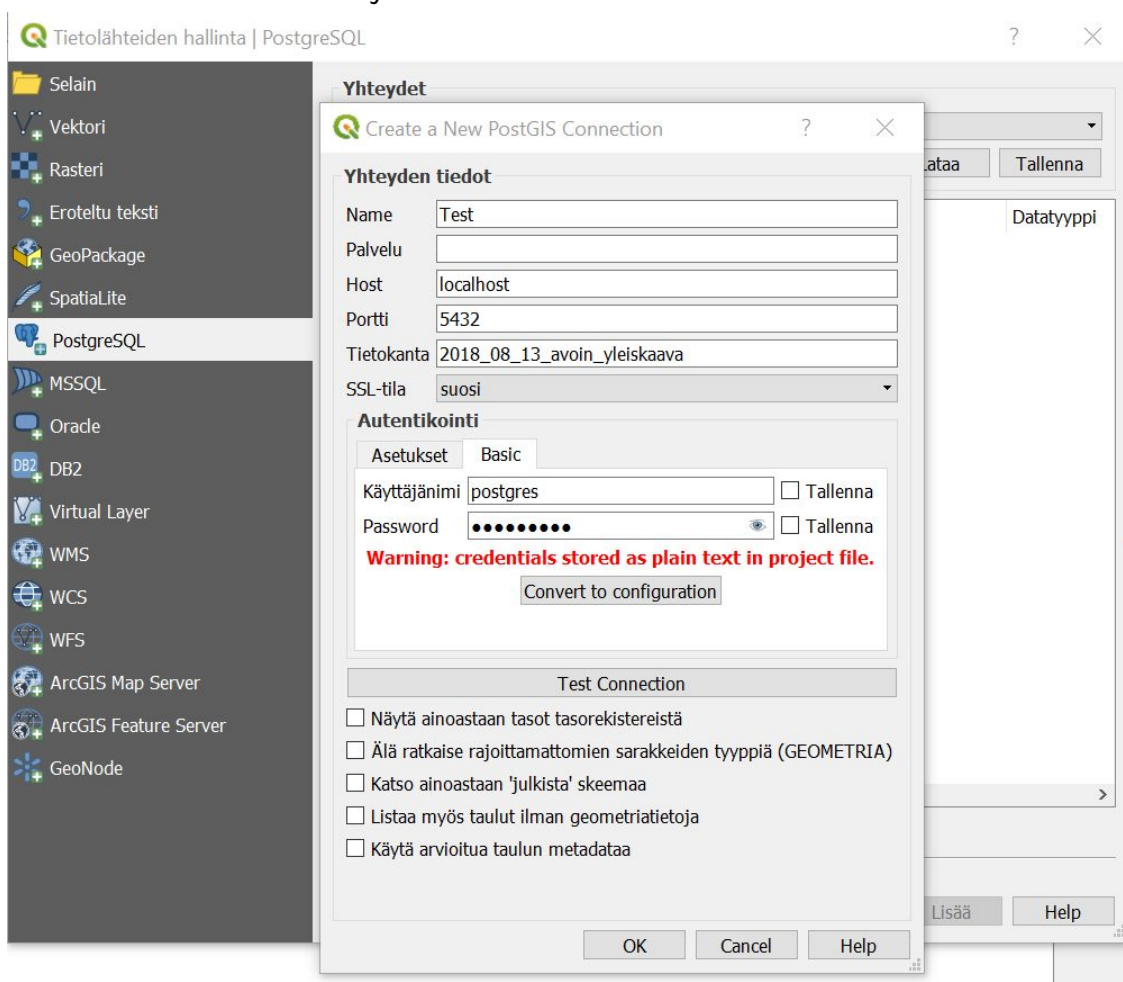 Tietolähteiden hallinta | PostgreSQL
?
Selain
Vektori
Rasteri
Eroteltu teksti
GeoPackage
SpatiaLite
PostgreSQL
MSSQL
Oracle
DB2
DB2
Virtual Layer
WMS
WCS
WFS
ArcGIS Map Server
ArcGIS Feature Server
GeoNode
Yhteydet
Tallenna
Datatyyppi
Create a New PostGIS Connection
?
Yhteyden tiedot
Name Test
Palvelu
Host localhost
Portti 5432
Tietokanta 2018_08_13_avoin_yleiskaava
SSL-tila suosi
Autentikointi
Asetukset Basic
Käyttäjänimi postgres Tallenna
Password ●●●●●●●●● Tallenna
Warning: credentials stored as plain text in project file.
Convert to configuration
Test Connection
Näytä ainoastaan tasot tasorekistereistä
Älä ratkaise rajoittamattomien sarakkeiden tyyppiä (GEOMETRIA)
Katso ainoastaan 'julkista' skeemaa
Listaa myös taulut ilman geometriatietoja
Käytä arvioitua taulun metadataa
OK Cancel Help
Lisää Help